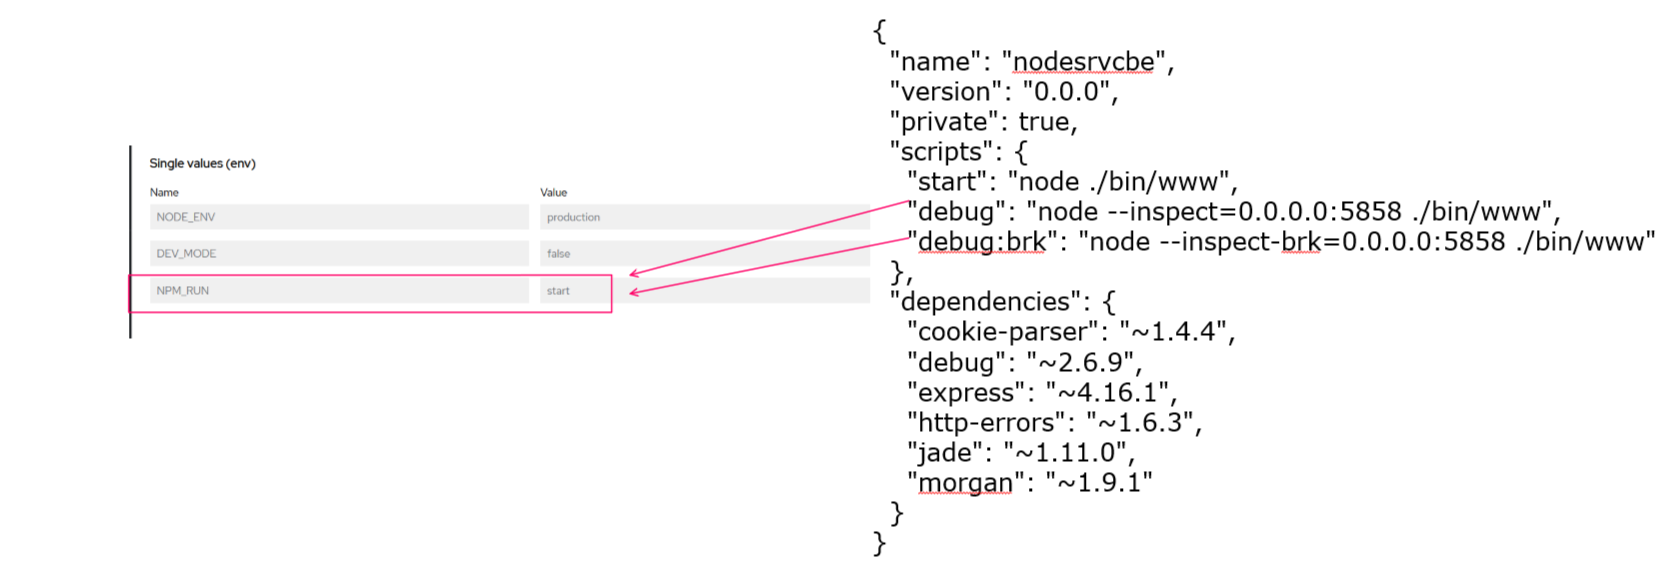 Single values (env)
Name Value
NODE_ENV production
DEV_MODE false
NPM_RUN start
{
"name": "nodesrvcbe",
"version": "0.0.0",
"private": true,
"scripts": {
"start": "node ./bin/www",
"debug": "node --inspect=0.0.0.0:5858 ./bin/www",
"debug:brk": "node --inspect-brk=0.0.0.0:5858 ./bin/www"
},
"dependencies": {
"cookie-parser": "~1.4.4",
"debug": "~2.6.9",
"express": "~4.16.1",
"http-errors": "~1.6.3",
"jade": "~1.11.0",
"morgan": "~1.9.1"
}
}